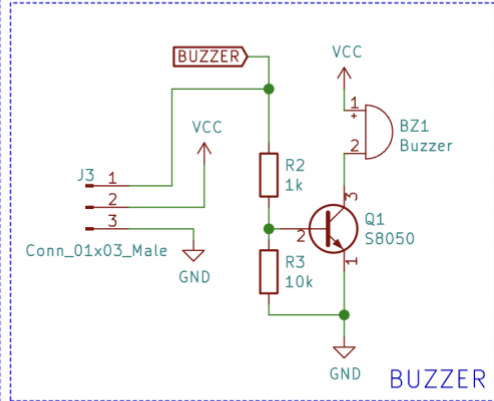 BUZZER
VCC
1
+
BZ1
2
Buzzer
VCC
J3
1
2
3
Conn_01x03_Male
GND
R2
1k
3
Q1
2
S8050
1
R3
10k
GND
BUZZER